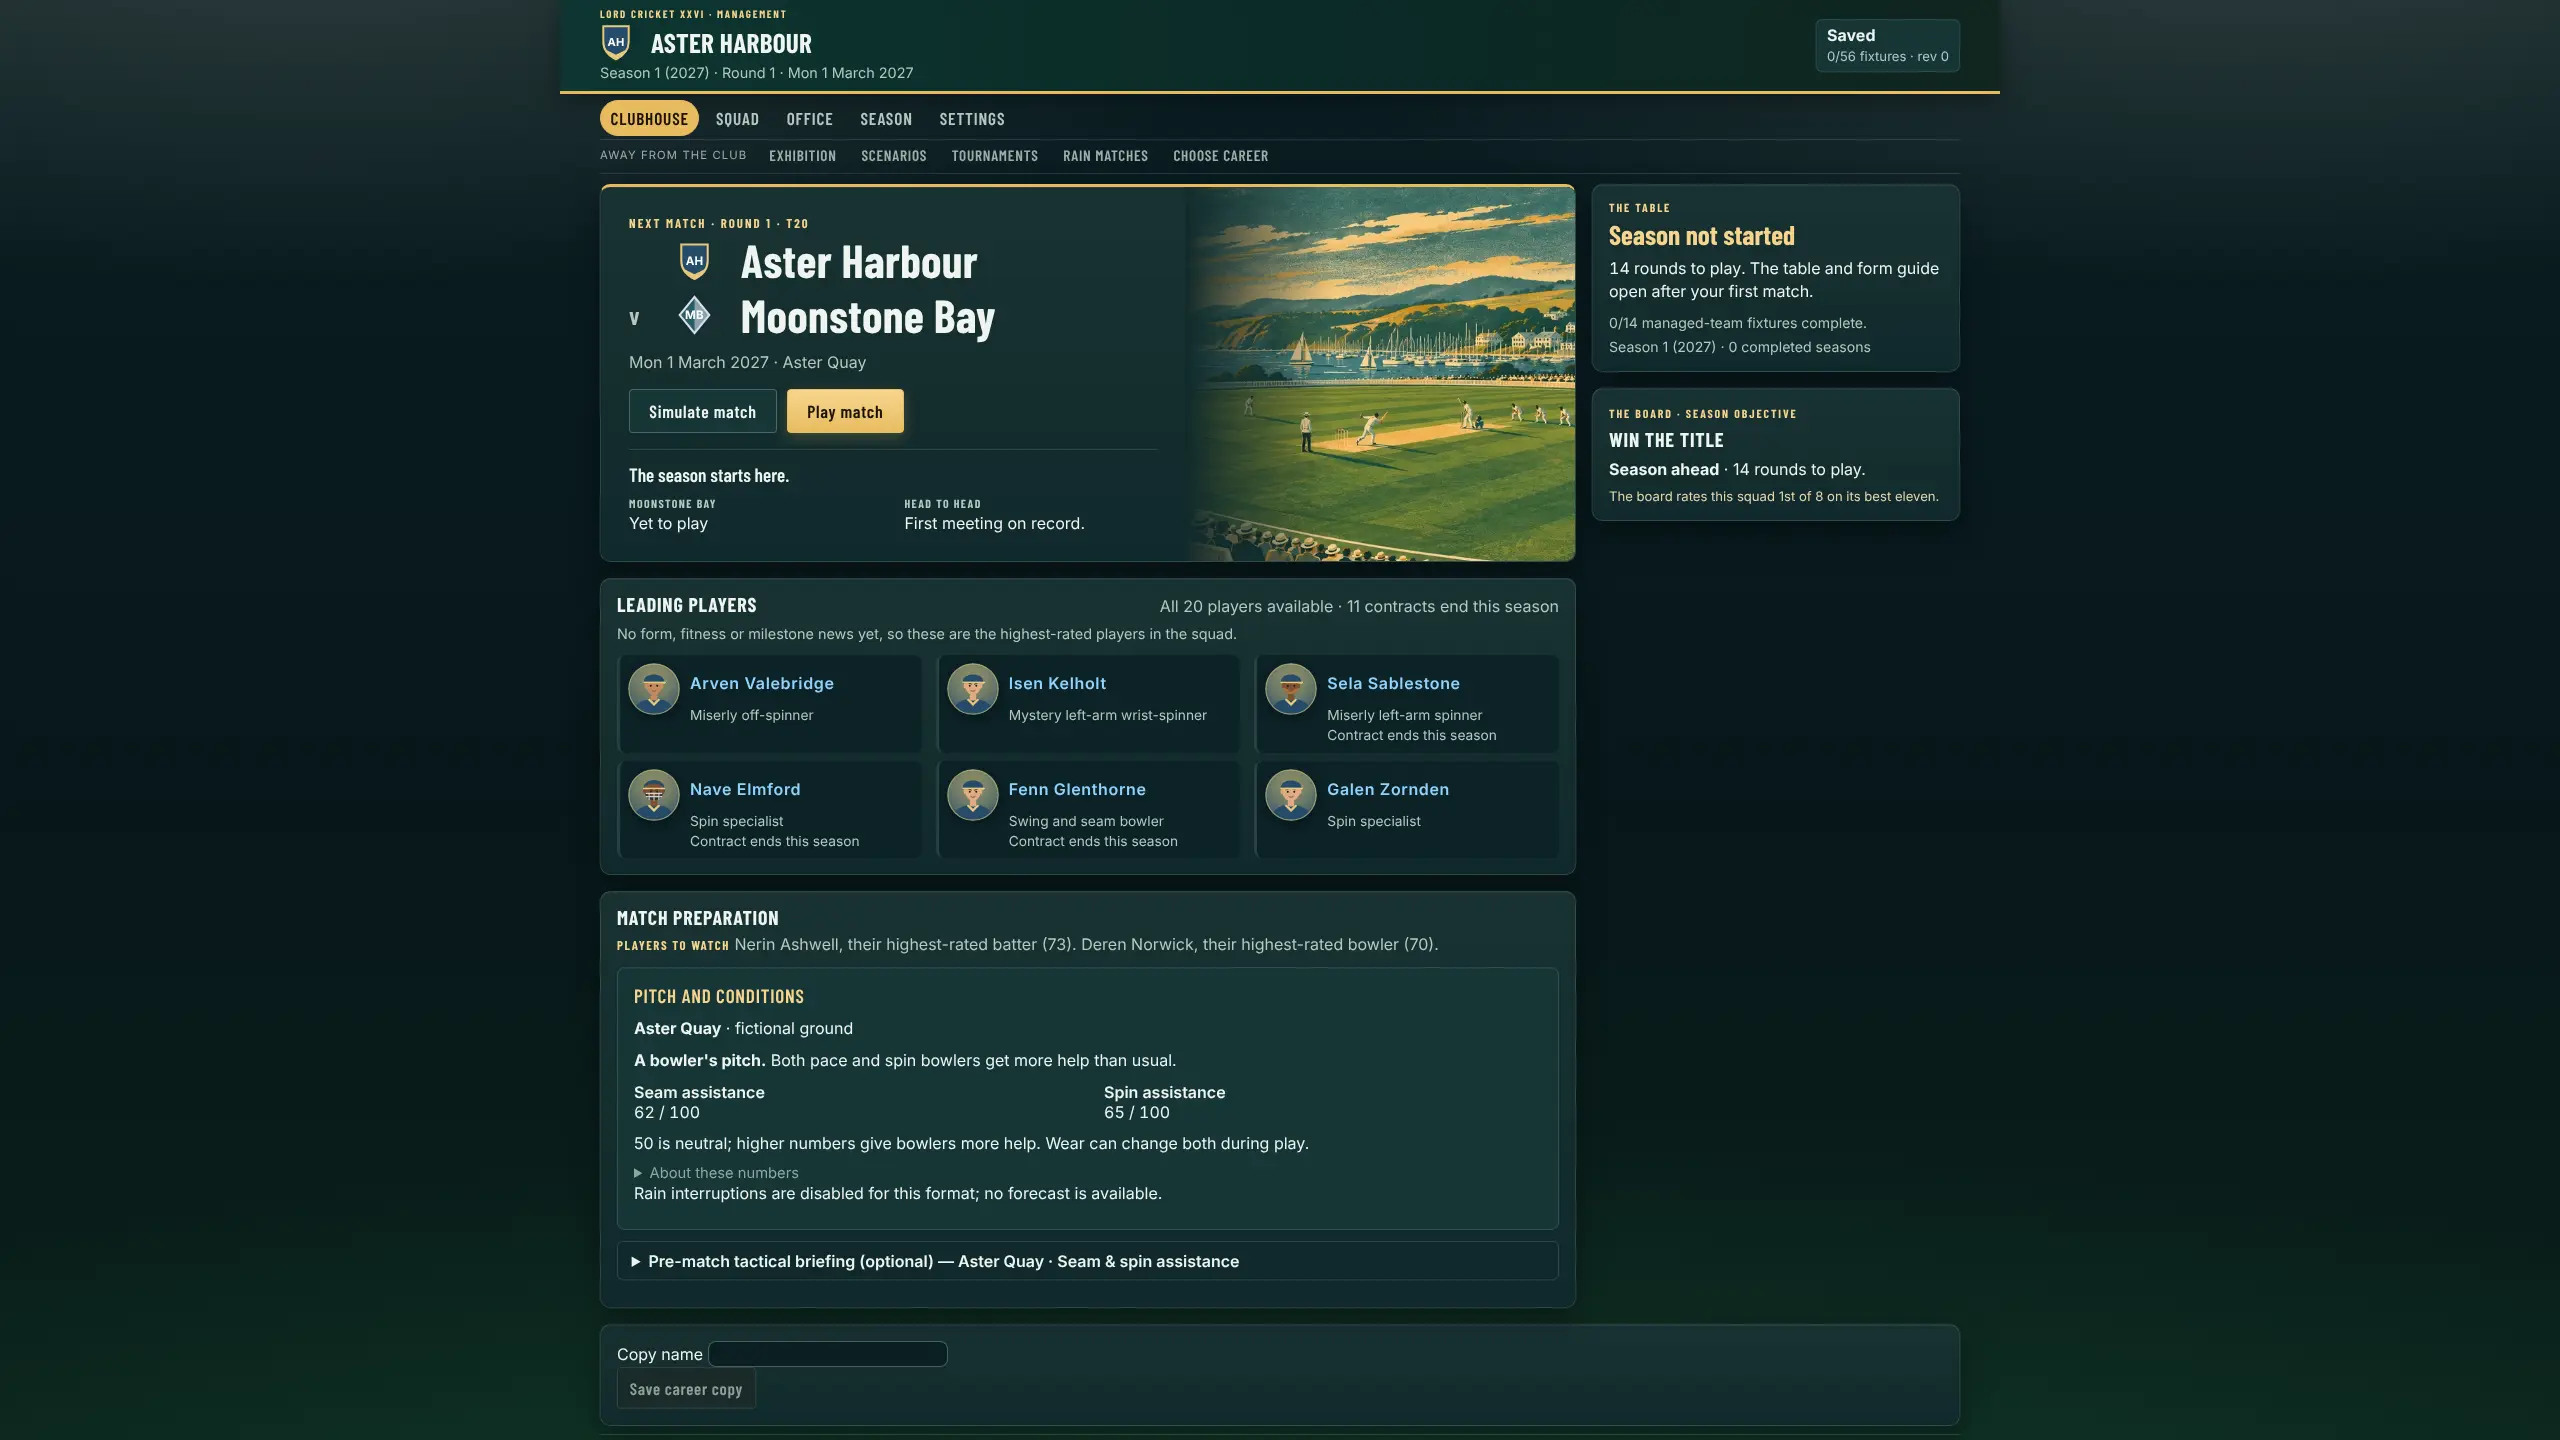 LORD CRICKET XXVI · MANAGEMENT
AH
ASTER HARBOUR
Season 1 (2027) · Round 1 · Mon 1 March 2027
Saved
0/56 fixtures · rev 0
CLUBHOUSE SQUAD OFFICE SEASON SETTINGS
AWAY FROM THE CLUB EXHIBITION SCENARIOS TOURNAMENTS RAIN MATCHES CHOOSE CAREER
NEXT MATCH · ROUND 1 · T20
AH Aster Harbour
V MB Moonstone Bay
Mon 1 March 2027 · Aster Quay
Simulate match Play match
The season starts here.
MOONSTONE BAY
Yet to play
HEAD TO HEAD
First meeting on record.
THE TABLE
Season not started
14 rounds to play. The table and form guide
open after your first match.
0/14 managed-team fixtures complete.
Season 1 (2027) · 0 completed seasons
THE BOARD · SEASON OBJECTIVE
WIN THE TITLE
Season ahead · 14 rounds to play.
The board rates this squad 1st of 8 on its best eleven.
LEADING PLAYERS
All 20 players available · 11 contracts end this season
No form, fitness or milestone news yet, so these are the highest-rated players in the squad.
Arven Valebridge
Miserly off-spinner
Isen Kelholt
Mystery left-arm wrist-spinner
Sela Sablestone
Miserly left-arm spinner
Contract ends this season
Nave Elmford
Spin specialist
Contract ends this season
Fenn Glenthorne
Swing and seam bowler
Contract ends this season
Galen Zornden
Spin specialist
MATCH PREPARATION
PLAYERS TO WATCH Nerin Ashwell, their highest-rated batter (73). Deren Norwick, their highest-rated bowler (70).
PITCH AND CONDITIONS
Aster Quay · fictional ground
A bowler's pitch. Both pace and spin bowlers get more help than usual.
Seam assistance
62 / 100
Spin assistance
65 / 100
50 is neutral; higher numbers give bowlers more help. Wear can change both during play.
About these numbers
Rain interruptions are disabled for this format; no forecast is available.
Pre-match tactical briefing (optional) — Aster Quay · Seam & spin assistance
Copy name
Save career copy